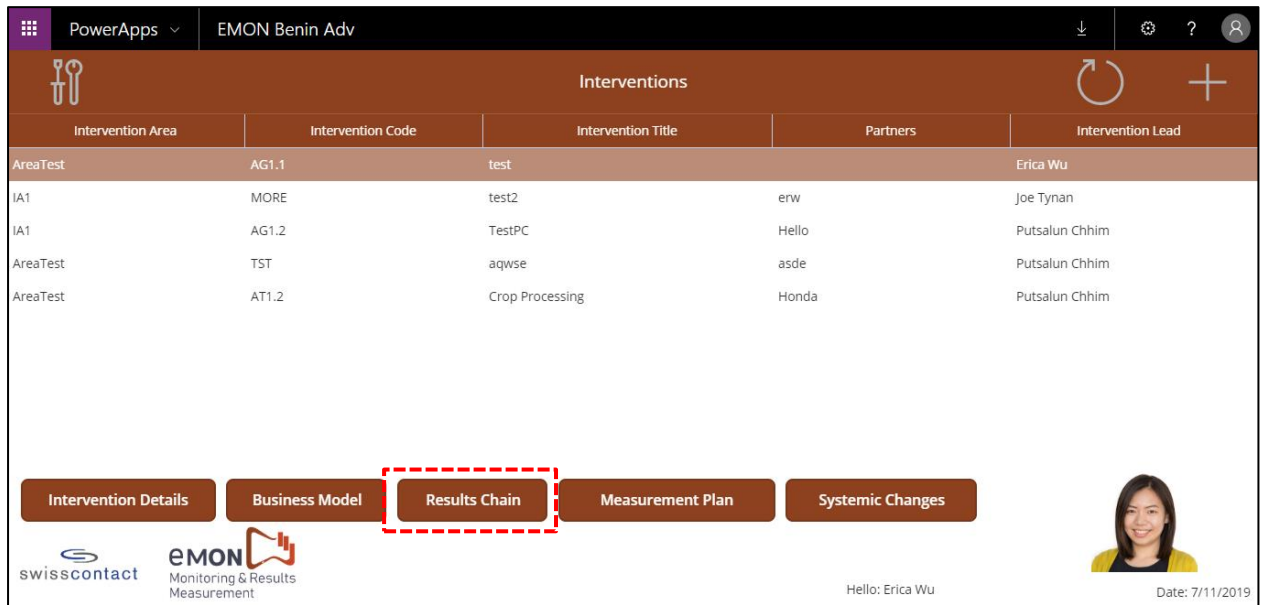 PowerApps EMON Benin Adv ?
Interventions
Intervention Area Intervention Code Intervention Title Partners Intervention Lead
AreaTest AG1.1 test Erica Wu
IA1 MORE test2 erw Joe Tynan
IA1 AG1.2 TestPC Hello Putsalun Chhim
AreaTest TST aqwse asde Putsalun Chhim
AreaTest AT1.2 Crop Processing Honda Putsalun Chhim
Intervention Details Business Model Results Chain Measurement Plan Systemic Changes
swisscontact
eMON
Monitoring & Results
Measurement
Hello: Erica Wu
Date: 7/11/2019